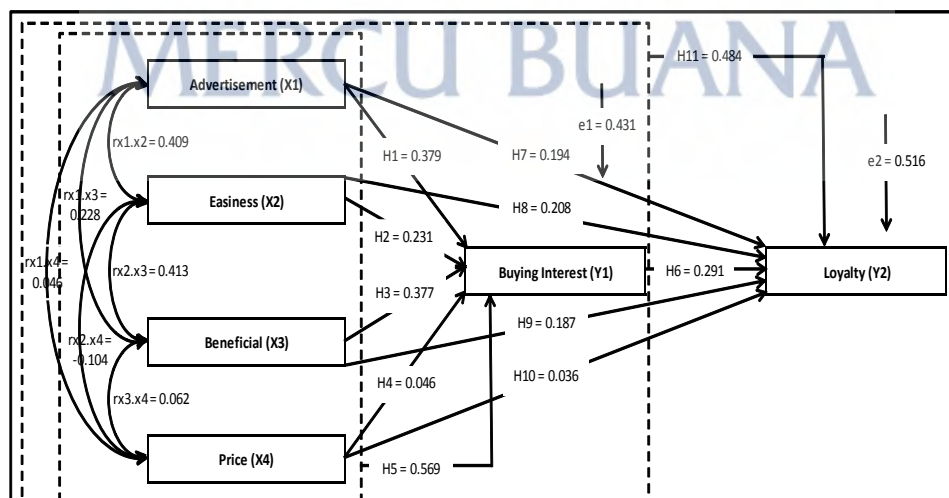 MERCU BUANA
H11 = 0.484
Advertisement (X1)
e1 = 0.431
rx1.x2 = 0.409
H1 = 0.379
H7 = 0.194
e2 = 0.516
rx1.x3 =
0.228
Easiness (X2)
H8 = 0.208
H2 = 0.231
rx1.x4 =
0.046
rx2.x3 = 0.413
Buying Interest (Y1)
H6 = 0.291
Loyalty (Y2)
H3 = 0.377
rx2.x4 =
-0.104
Beneficial (X3)
H9 = 0.187
H4 = 0.046
H10 = 0.036
rx3.x4 = 0.062
Price (X4)
H5 = 0.569